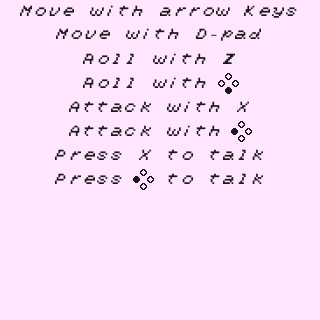 Move with arrow Keys
Move with D-pad
Roll with Z
Roll with
Attack with X
Attack with
Press X to talk
Press to talk